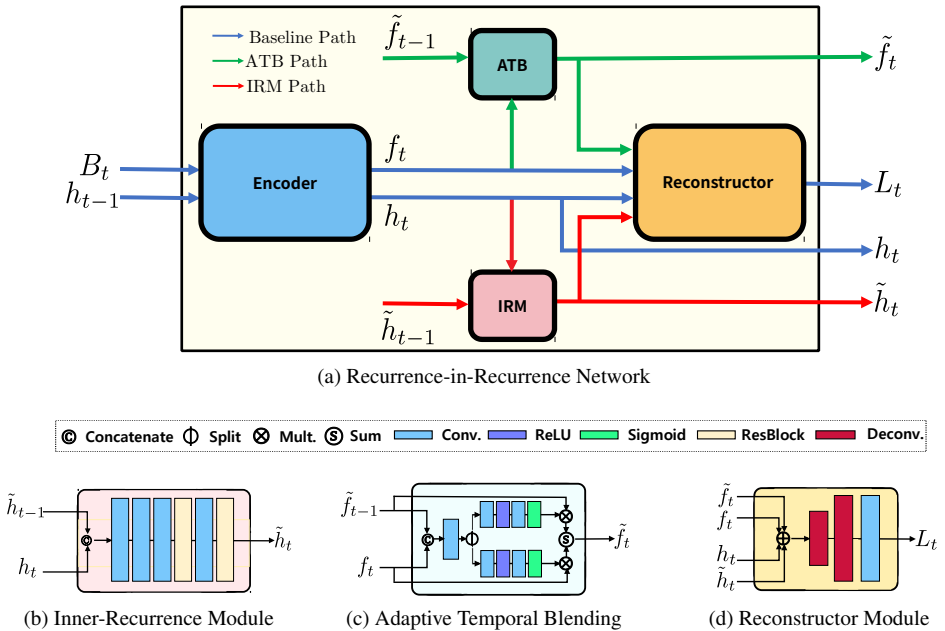 Baseline Path
ATB Path
IRM Path
f̃ₜ₋₁
ATB
f̃ₜ
Bₜ
hₜ₋₁
Encoder
fₜ
hₜ
Reconstructor
Lₜ
hₜ
h̃ₜ₋₁
IRM
h̃ₜ
(a) Recurrence-in-Recurrence Network
© Concatenate Split Mult. S Sum Conv. ReLU Sigmoid ResBlock Deconv.
h̃ₜ₋₁
hₜ
©
h̃ₜ
(b) Inner-Recurrence Module
f̃ₜ₋₁
fₜ
©
S
f̃ₜ
(c) Adaptive Temporal Blending
f̃ₜ
fₜ
hₜ
h̃ₜ
Lₜ
(d) Reconstructor Module